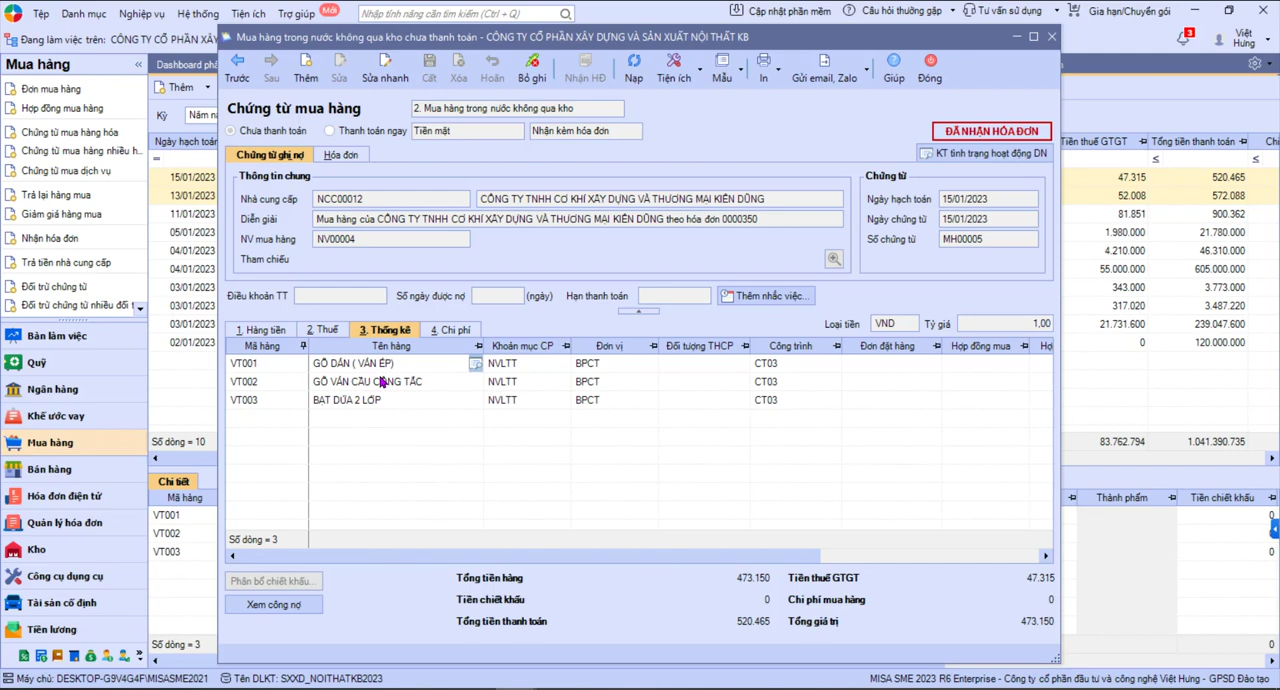 Tệp Danh mục Nghiệp vụ Hệ thống Tiện ích Trợ giúp Mới Nhập tính năng cần tìm kiếm (Ctrl + Q) Cập nhật phần mềm Câu hỏi thường gặp Tư vấn sử dụng Gia hạn/Chuyển gói
Đang làm việc trên: CÔNG TY CỔ PHẦN XÂY
3 Việt Hưng
Mua hàng
Dashboard
Đơn mua hàng
Hợp đồng mua hàng
Chứng từ mua hàng hóa
Chứng từ mua hàng nhiều h
Chứng từ mua dịch vụ
Trả lại hàng mua
Giảm giá hàng mua
Nhận hóa đơn
Trả tiền nhà cung cấp
Đối trừ chứng từ
Đối trừ chứng từ nhiều đối t
Bàn làm việc
Quỹ
Ngân hàng
Khế ước vay
Mua hàng
Bán hàng
Hóa đơn điện tử
Quản lý hóa đơn
Kho
Công cụ dụng cụ
Tài sản cố định
Tiền lương
Thêm
Kỳ Năm
Ngày hạch toán
=
15/01/2023
13/01/2023
11/01/2023
05/01/2023
04/01/2023
04/01/2023
03/01/2023
03/01/2023
03/01/2023
02/01/2023
Số dòng = 10
Chi tiết
Mã hàng
VT001
VT002
VT003
Số dòng = 3
Mua hàng trong nước không qua kho chưa thanh toán - CÔNG TY CỔ PHẦN XÂY DỰNG VÀ SẢN XUẤT NỘI THẤT KB
Trước Sau Thêm Sửa Sửa nhanh Cất Xóa Hoãn Bỏ ghi Nhận HĐ Nạp Tiện ích Mẫu In Gửi email, Zalo Giúp Đóng
Chứng từ mua hàng 2. Mua hàng trong nước không qua kho
Chưa thanh toán Thanh toán ngay Tiền mặt Nhận kèm hóa đơn ĐÃ NHẬN HÓA ĐƠN
Chứng từ ghi nợ Hóa đơn KT tình trạng hoạt động DN
Thông tin chung
Nhà cung cấp NCC00012 CÔNG TY TNHH CƠ KHÍ XÂY DỰNG VÀ THƯƠNG MẠI KIÊN DŨNG
Diễn giải Mua hàng của CÔNG TY TNHH CƠ KHÍ XÂY DỰNG VÀ THƯƠNG MẠI KIÊN DŨNG theo hóa đơn 0000350
NV mua hàng NV00004
Tham chiếu
Chứng từ
Ngày hạch toán 15/01/2023
Ngày chứng từ 15/01/2023
Số chứng từ MH00005
Điều khoản TT Số ngày được nợ (ngày) Hạn thanh toán Thêm nhắc việc...
1. Hàng tiền 2. Thuế 3. Thống kê 4. Chi phí Loại tiền VND Tỷ giá 1,00
Mã hàng Tên hàng Khoản mục CP Đơn vị Đối tượng THCP Công trình Đơn đặt hàng Hợp đồng mua Hợ
VT001 GỖ DÁN ( VÁN ÉP) NVLTT BPCT CT03
VT002 GỖ VÁN CẦU CÔNG TẮC NVLTT BPCT CT03
VT003 BẠT DỨA 2 LỚP NVLTT BPCT CT03
Số dòng = 3
Phân bổ chiết khấu...
Xem công nợ
Tổng tiền hàng 473.150 Tiền thuế GTGT 47.315
Tiền chiết khấu 0 Chi phí mua hàng 0
Tổng tiền thanh toán 520.465 Tổng giá trị 473.150
Tiền thuế GTGT Tổng tiền thanh toán Chi
≤ ≤
47.315 520.465
52.008 572.088
81.851 900.362
1.980.000 21.780.000
4.210.000 46.310.000
55.000.000 605.000.000
343.000 3.773.000
317.020 3.487.220
21.731.600 239.047.600
0 120.000.000
83.762.794 1.041.390.735
Thành phẩm Tiền chiết khấu
0
0
0
Máy chủ: DESKTOP-G9V4G4F\MISASME2021 Tên DLKT: SXXD_NOITHATKB2023 MISA SME 2023 R6 Enterprise - Công ty cổ phần đầu tư và công nghệ Việt Hưng - GPSD Đào tạo